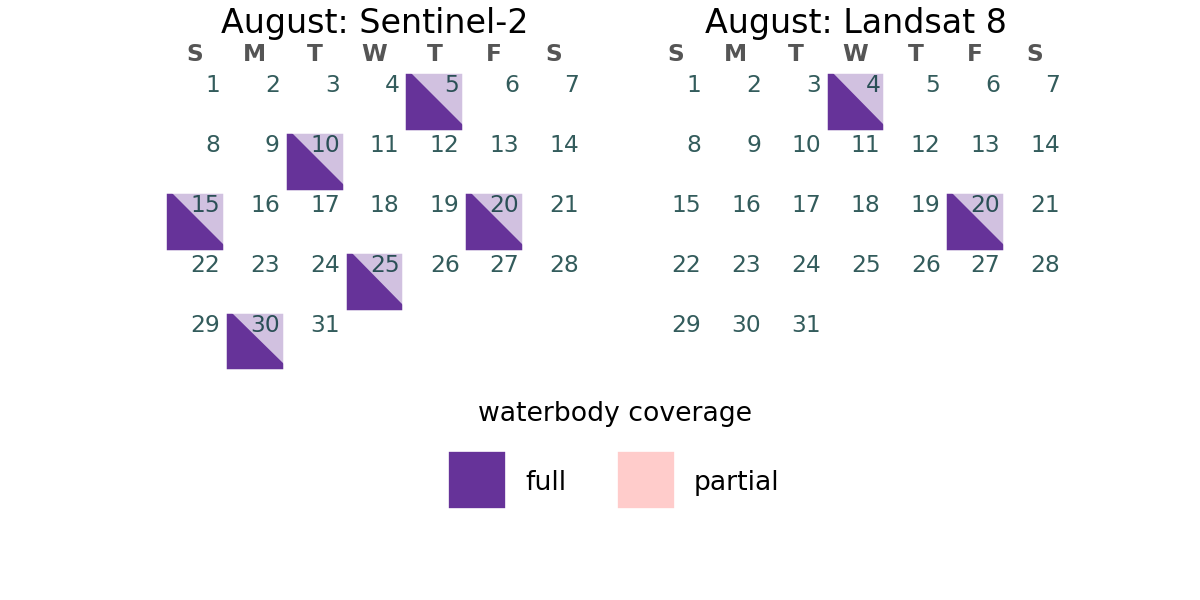 August: Sentinel-2
S M T W T F S
1 2 3 4 5 6 7
8 9 10 11 12 13 14
15 16 17 18 19 20 21
22 23 24 25 26 27 28
29 30 31
August: Landsat 8
S M T W T F S
1 2 3 4 5 6 7
8 9 10 11 12 13 14
15 16 17 18 19 20 21
22 23 24 25 26 27 28
29 30 31
waterbody coverage
full partial